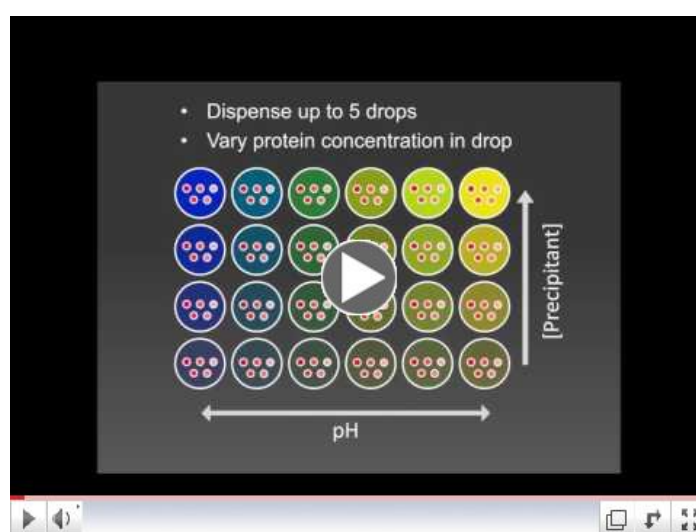 • Dispense up to 5 drops
• Vary protein concentration in drop
[Precipitant]
pH